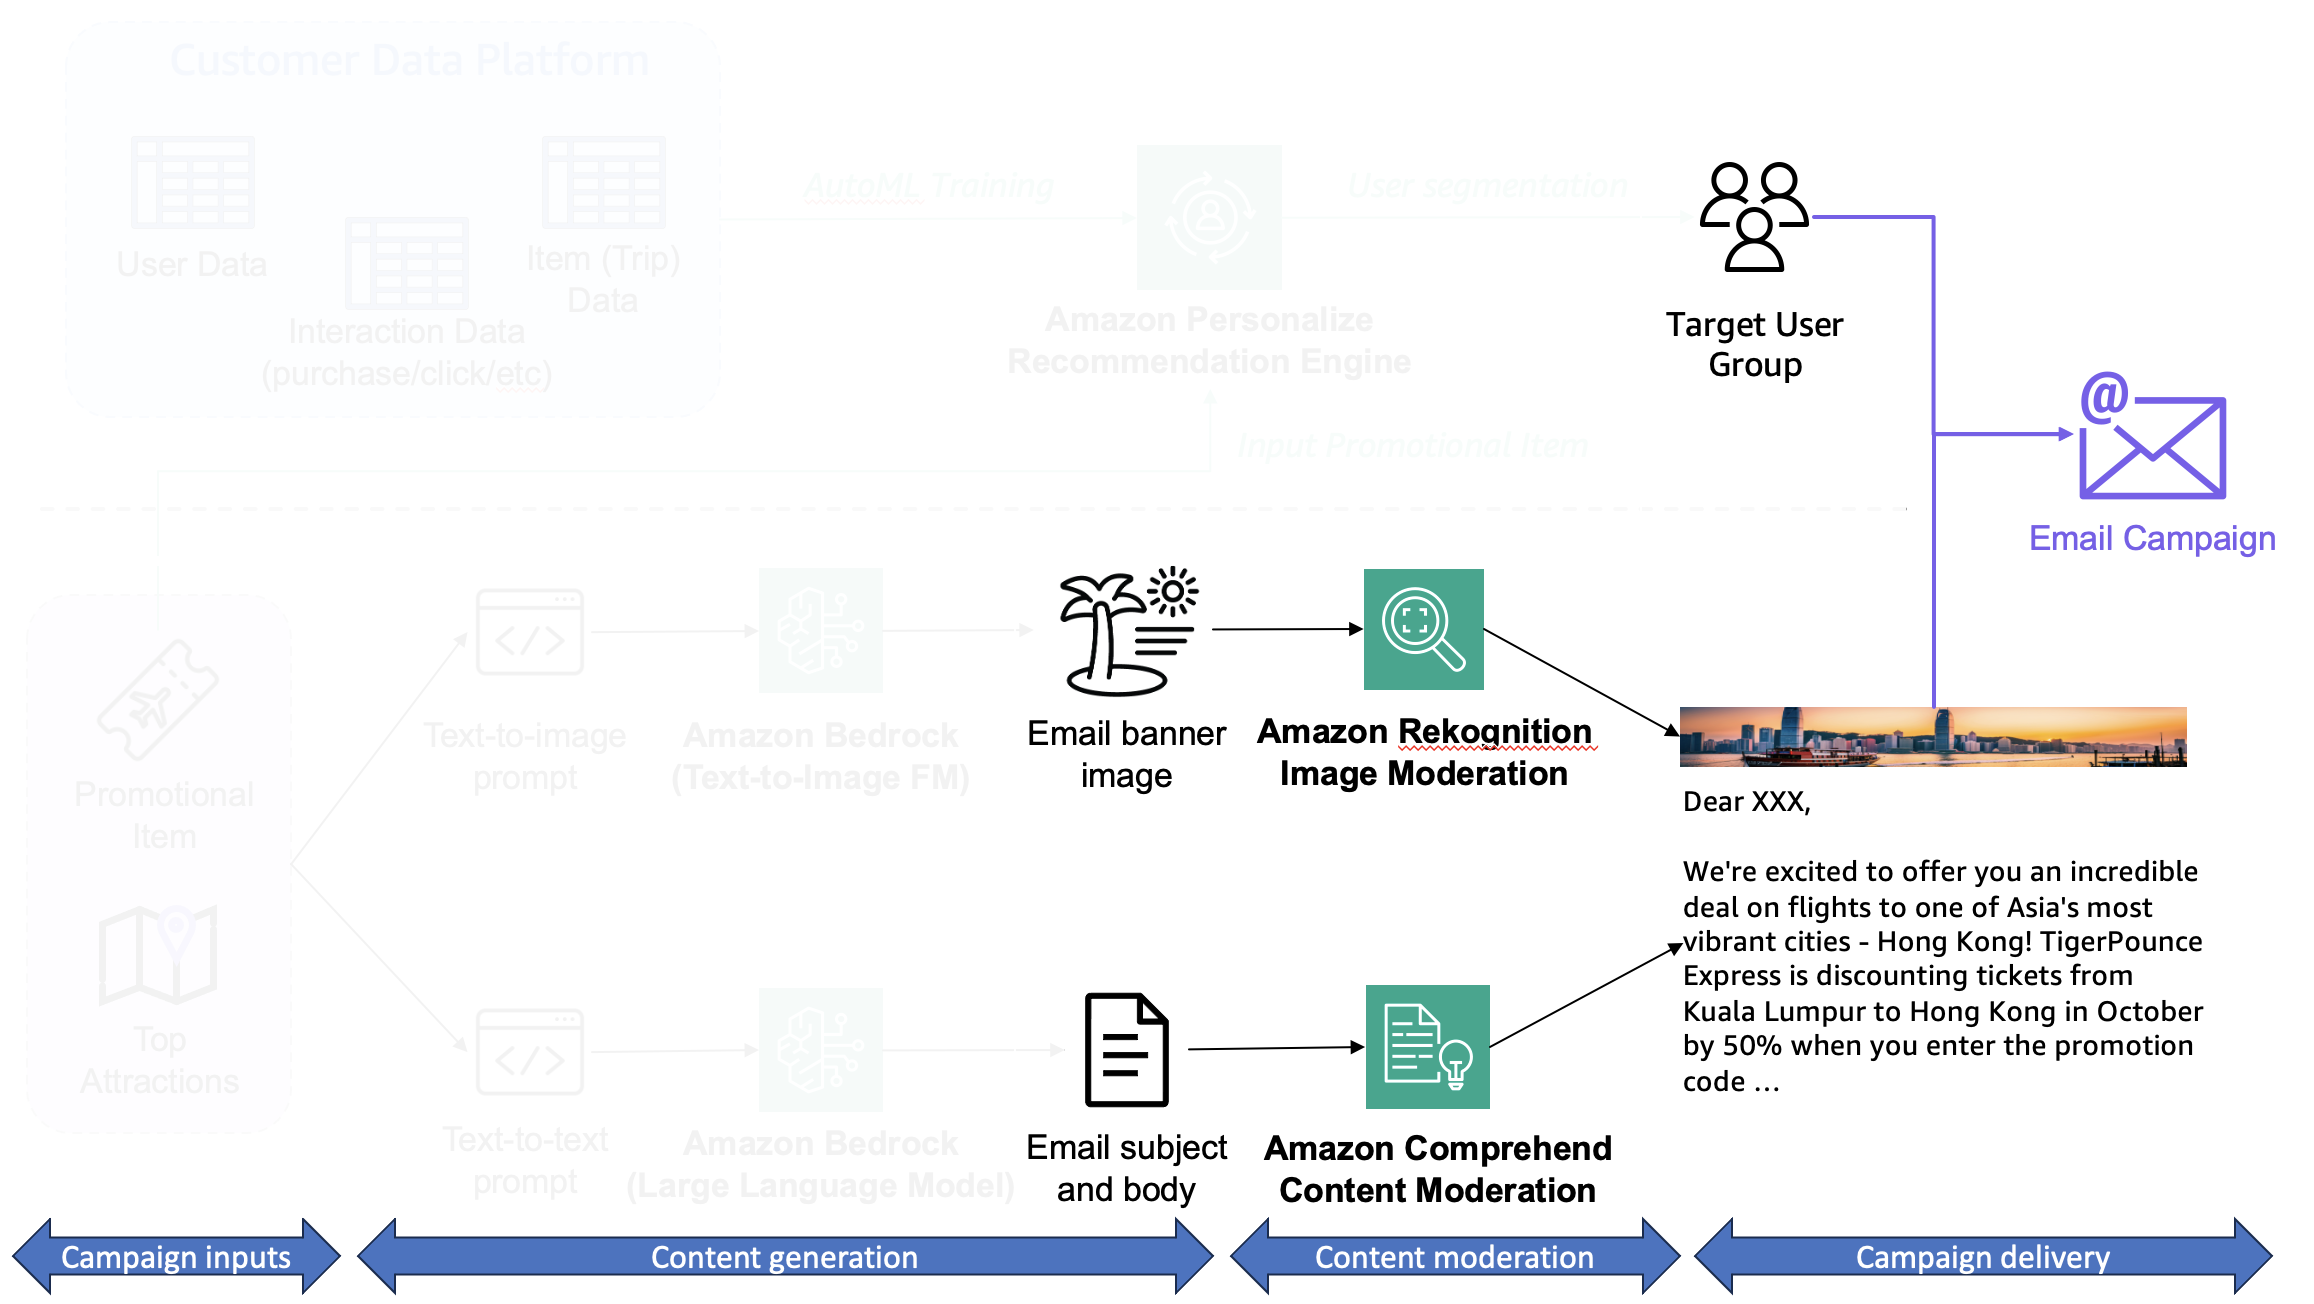 Customer Data Platform
User Data
Interaction Data
(purchase/click/etc)
Item (Trip)
Data
AutoML Training
Amazon Personalize
Recommendation Engine
User segmentation
Target User
Group
Input Promotional Item
@
Email Campaign
Promotional
Item
Top
Attractions
</>
Text-to-image
prompt
Amazon Bedrock
(Text-to-Image FM)
Email banner
image
Amazon Rekognition
Image Moderation
</>
Text-to-text
prompt
Amazon Bedrock
(Large Language Model)
Email subject
and body
Amazon Comprehend
Content Moderation
Dear XXX,
We're excited to offer you an incredible
deal on flights to one of Asia's most
vibrant cities - Hong Kong! TigerPounce
Express is discounting tickets from
Kuala Lumpur to Hong Kong in October
by 50% when you enter the promotion
code ...
Campaign inputs
Content generation
Content moderation
Campaign delivery